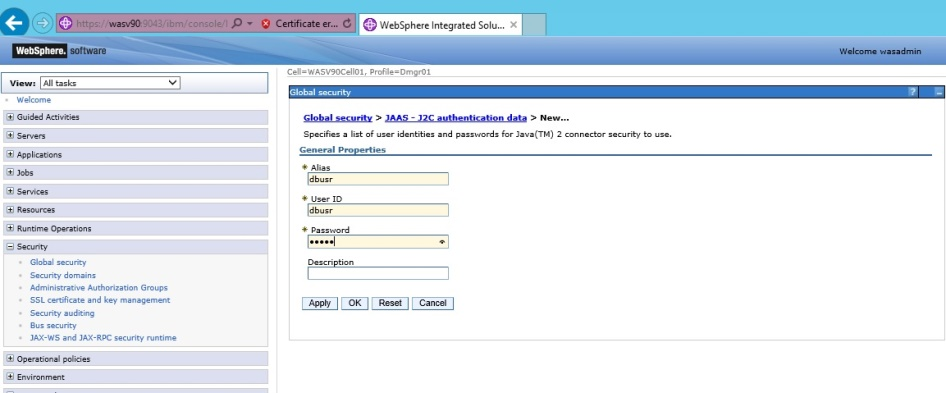 https://wasv90:9043/ibm/console/l
Certificate er...
WebSphere Integrated Solu...
WebSphere. software
Welcome wasadmin
View: All tasks
Welcome
Guided Activities
Servers
Applications
Jobs
Services
Resources
Runtime Operations
Security
Global security
Security domains
Administrative Authorization Groups
SSL certificate and key management
Security auditing
Bus security
JAX-WS and JAX-RPC security runtime
Operational policies
Environment
Cell=WASV90Cell01, Profile=Dmgr01
Global security
?
Global security > JAAS - J2C authentication data > New...
Specifies a list of user identities and passwords for Java(TM) 2 connector security to use.
General Properties
* Alias
dbusr
* User ID
dbusr
* Password
•••••
Description
Apply OK Reset Cancel